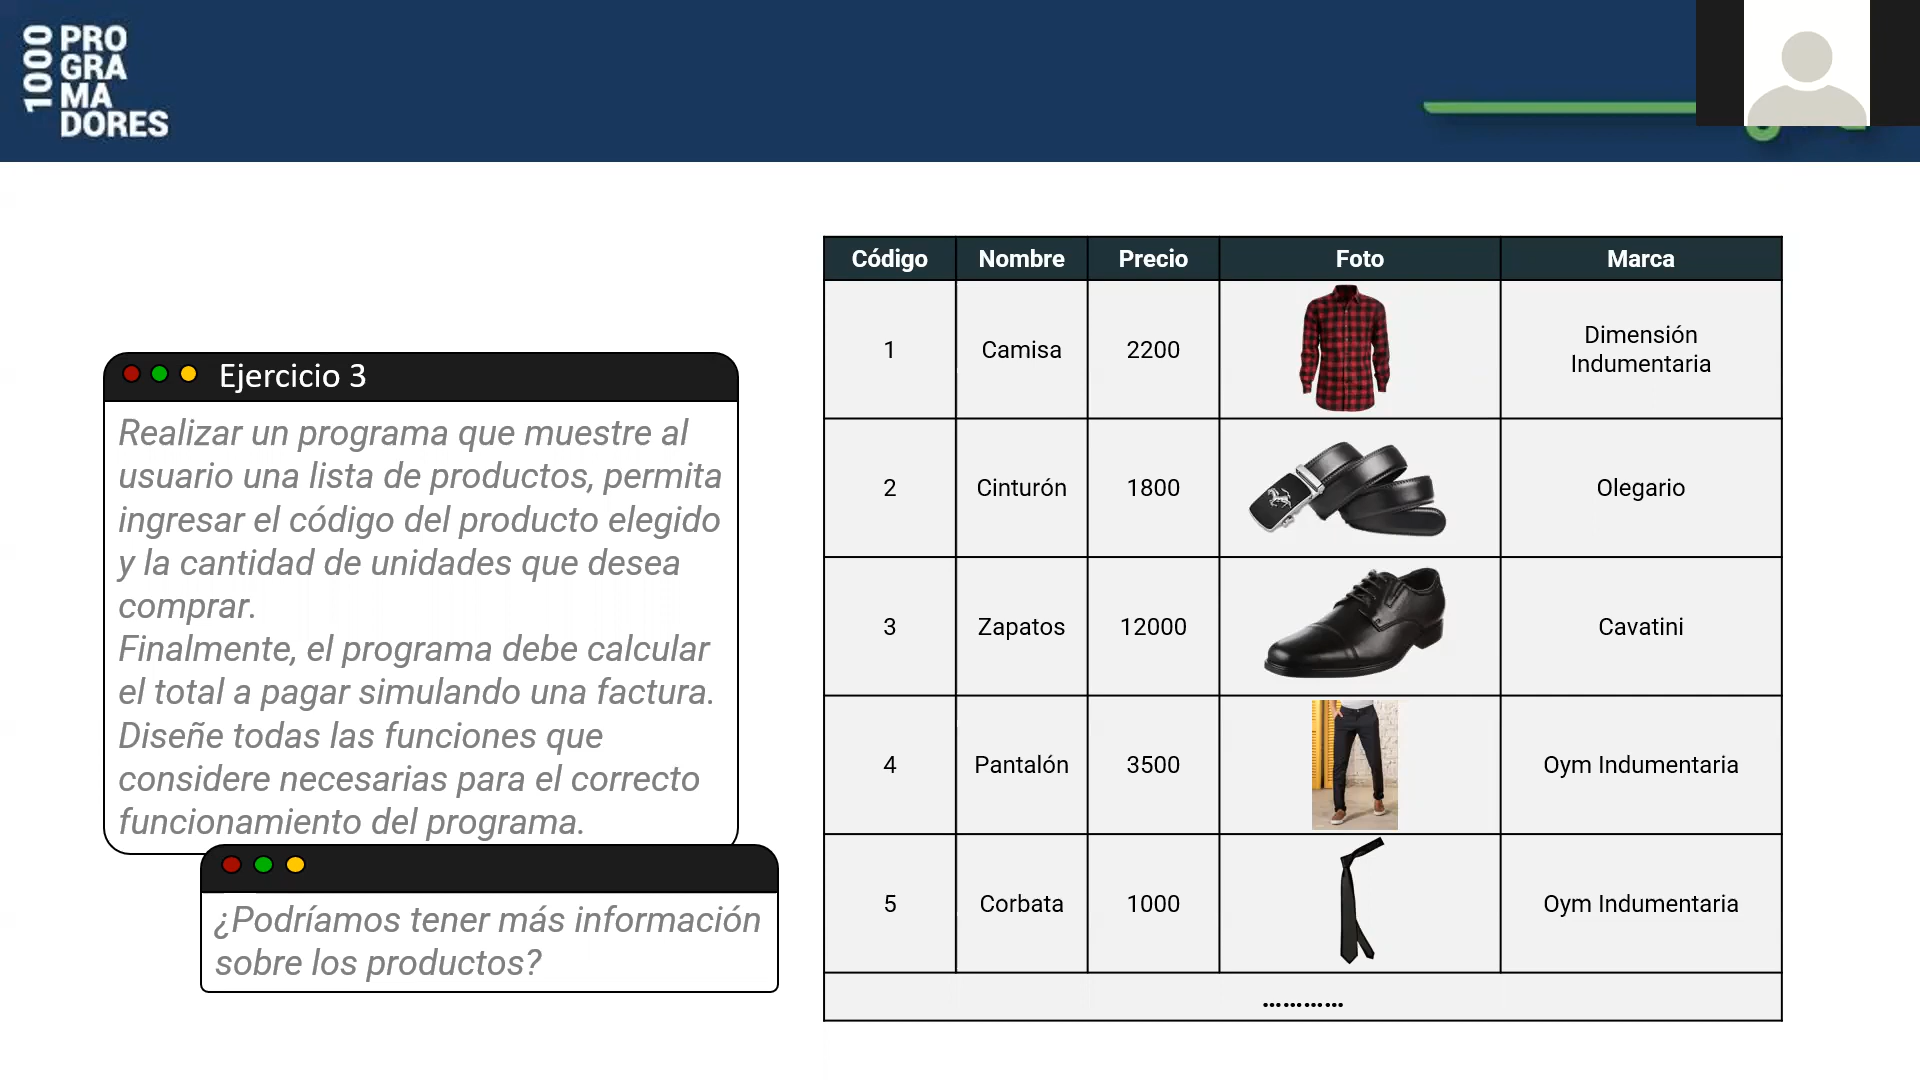 1000
PRO
GRA
MA
DORES
Ejercicio 3
Realizar un programa que muestre al
usuario una lista de productos, permita
ingresar el código del producto elegido
y la cantidad de unidades que desea
comprar.
Finalmente, el programa debe calcular
el total a pagar simulando una factura.
Diseñe todas las funciones que
considere necesarias para el correcto
funcionamiento del programa.
¿Podríamos tener más información
sobre los productos?
Código Nombre Precio Foto Marca
1 Camisa 2200 Dimensión
Indumentaria
2 Cinturón 1800 Olegario
3 Zapatos 12000 Cavatini
4 Pantalón 3500 Oym Indumentaria
5 Corbata 1000 Oym Indumentaria
............